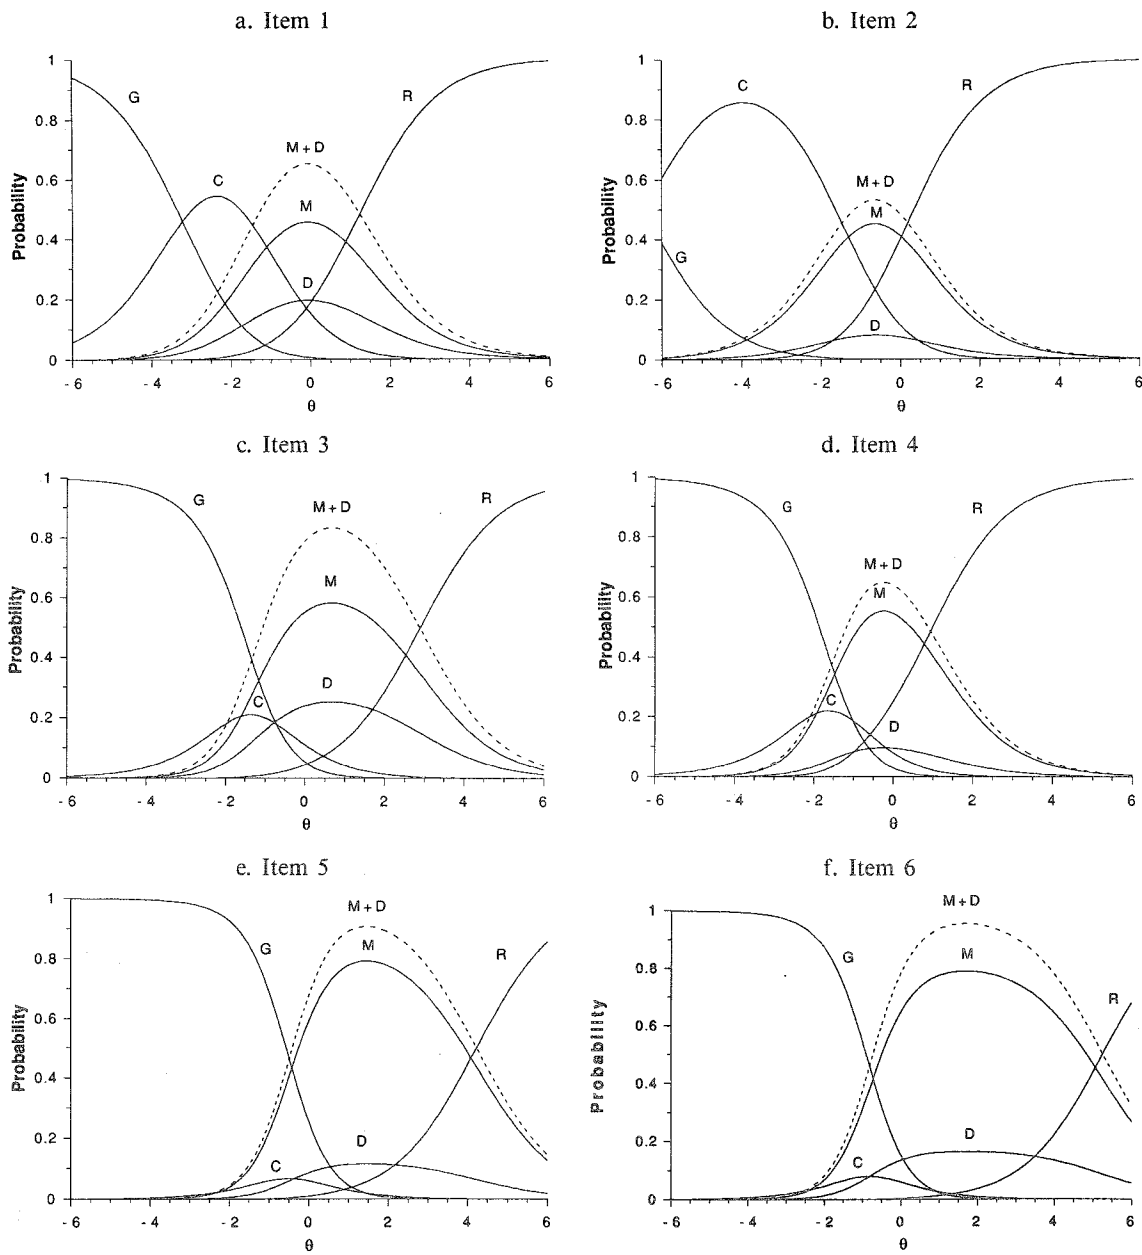 a. Item 1
1
0.8
0.6
0.4
0.2
0
Probability
G
C
M + D
M
D
R
- 6 - 4 - 2 0 2 4 6
θ
b. Item 2
1
0.8
0.6
0.4
0.2
0
Probability
G
C
M + D
M
D
R
- 6 - 4 - 2 0 2 4 6
θ
c. Item 3
1
0.8
0.6
0.4
0.2
0
Probability
G
C
M + D
M
D
R
- 6 - 4 - 2 0 2 4 6
θ
d. Item 4
1
0.8
0.6
0.4
0.2
0
Probability
G
C
M + D
M
D
R
- 6 - 4 - 2 0 2 4 6
θ
e. Item 5
1
0.8
0.6
0.4
0.2
0
Probability
G
C
M + D
M
D
R
- 6 - 4 - 2 0 2 4 6
θ
f. Item 6
1
0.8
0.6
0.4
0.2
0
Probability
G
C
M + D
M
D
R
- 6 - 4 - 2 0 2 4 6
θ